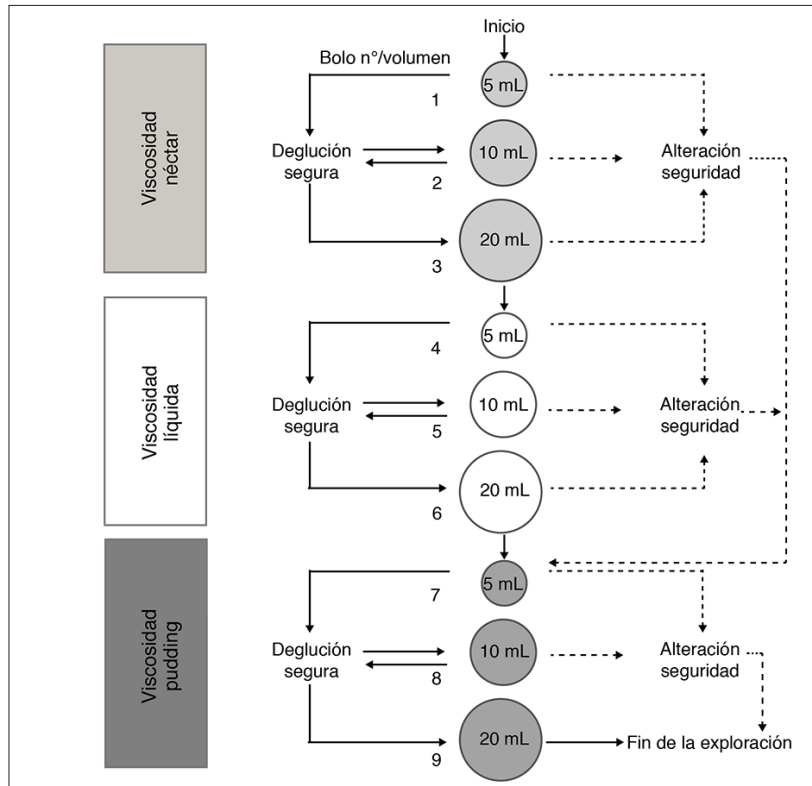 Inicio
Bolo n°/volumen
5 mL
1
Viscosidad
néctar
Deglución
segura
10 mL
2
Alteración
seguridad
20 mL
3
5 mL
4
Viscosidad
líquida
Deglución
segura
10 mL
5
Alteración
seguridad
20 mL
6
5 mL
7
Viscosidad
pudding
Deglución
segura
10 mL
8
Alteración
seguridad
20 mL
9
Fin de la exploración